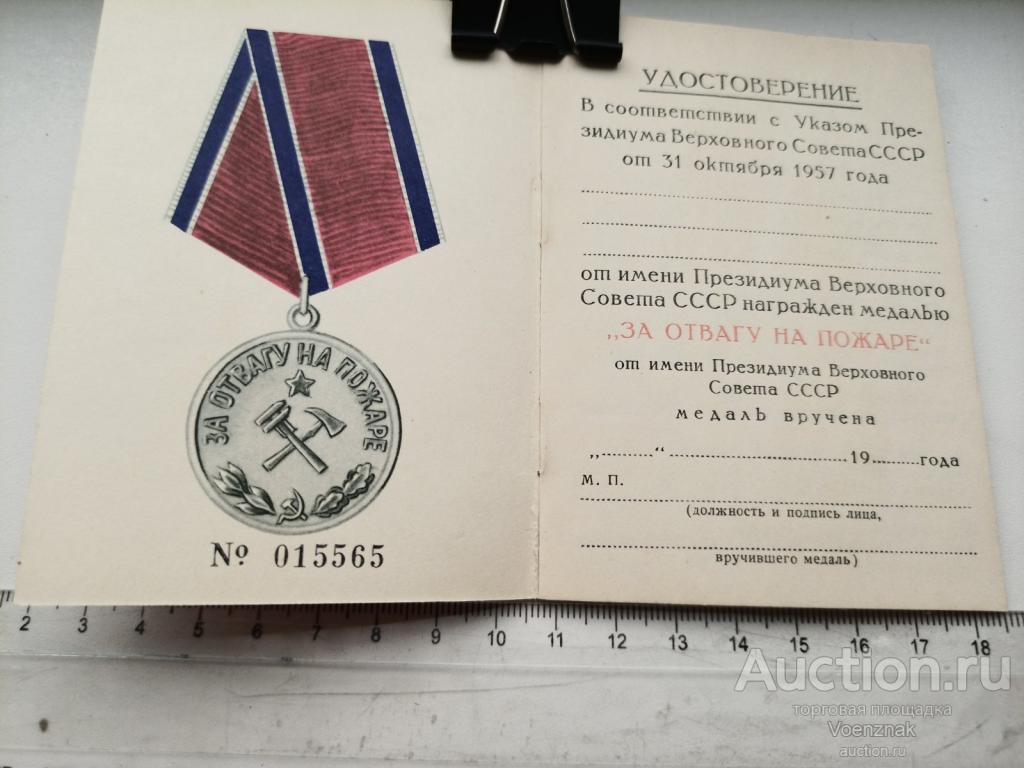 ЗА ОТВАГУ НА ПОЖАРЕ
№ 015565
УДОСТОВЕРЕНИЕ
В соответствии с Указом Пре-
зидиума Верховного Совета СССР
от 31 октября 1957 года
от имени Президиума Верховного
Совета СССР награжден медалью
„ЗА ОТВАГУ НА ПОЖАРЕ“
от имени Президиума Верховного
Совета СССР
медаль вручена
„..........“ .............................. 19.........года
М. П.
(должность и подпись лица,
вручившего медаль)
2 3 4 5 6 7 8 9 10 11 12 13 14 15 16 17 18
Auction.ru
торговая площадка
Voenznak
auction.ru